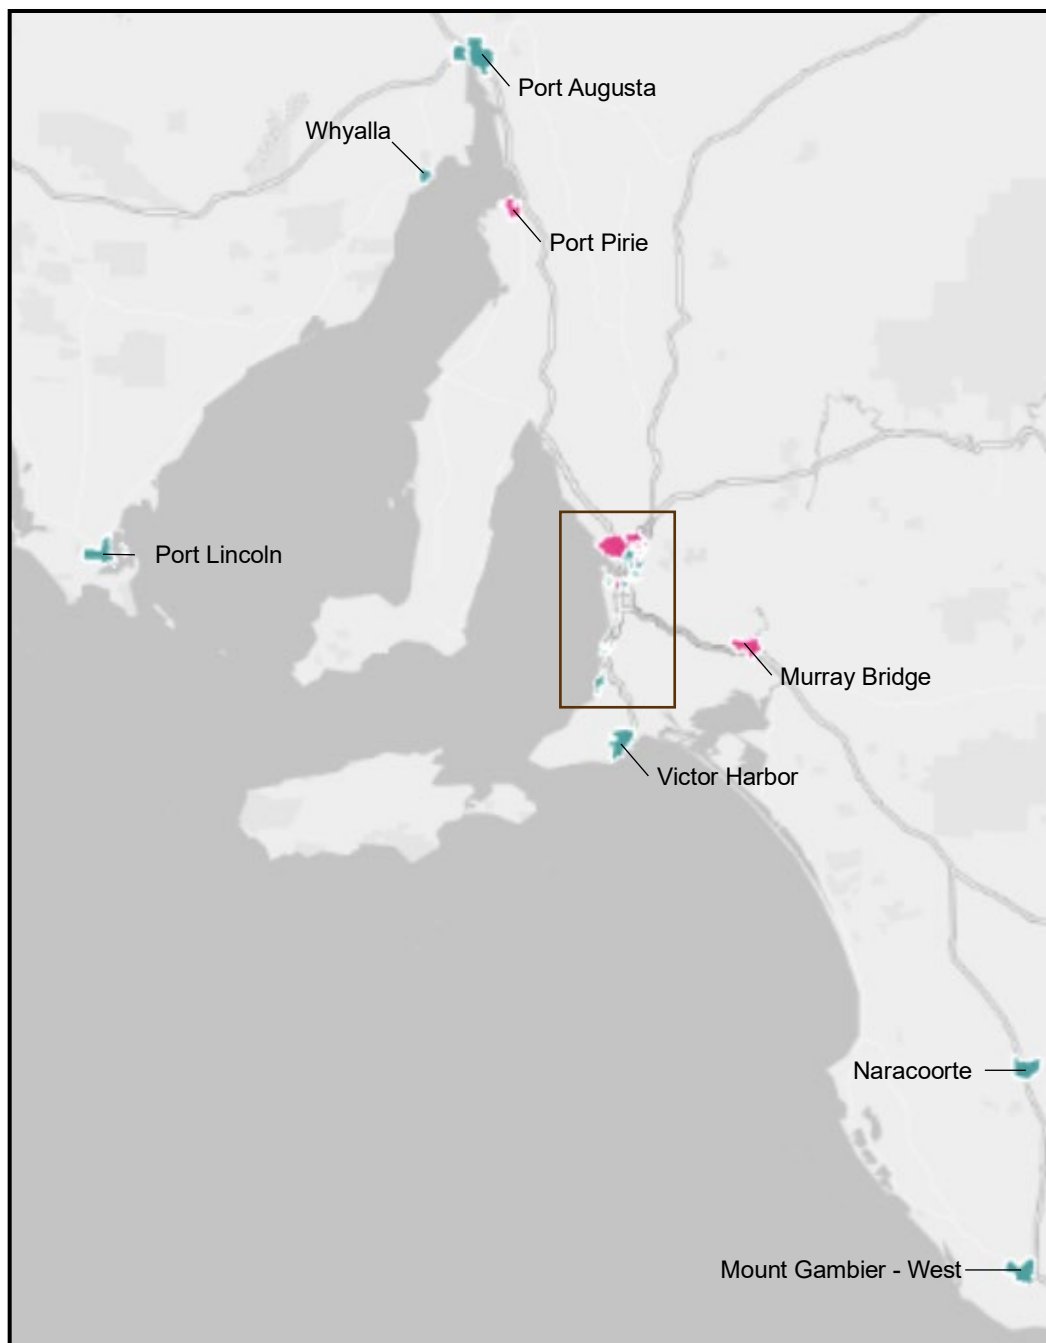 Port Augusta
Whyalla
Port Pirie
Port Lincoln
Murray Bridge
Victor Harbor
Naracoorte
Mount Gambier - West